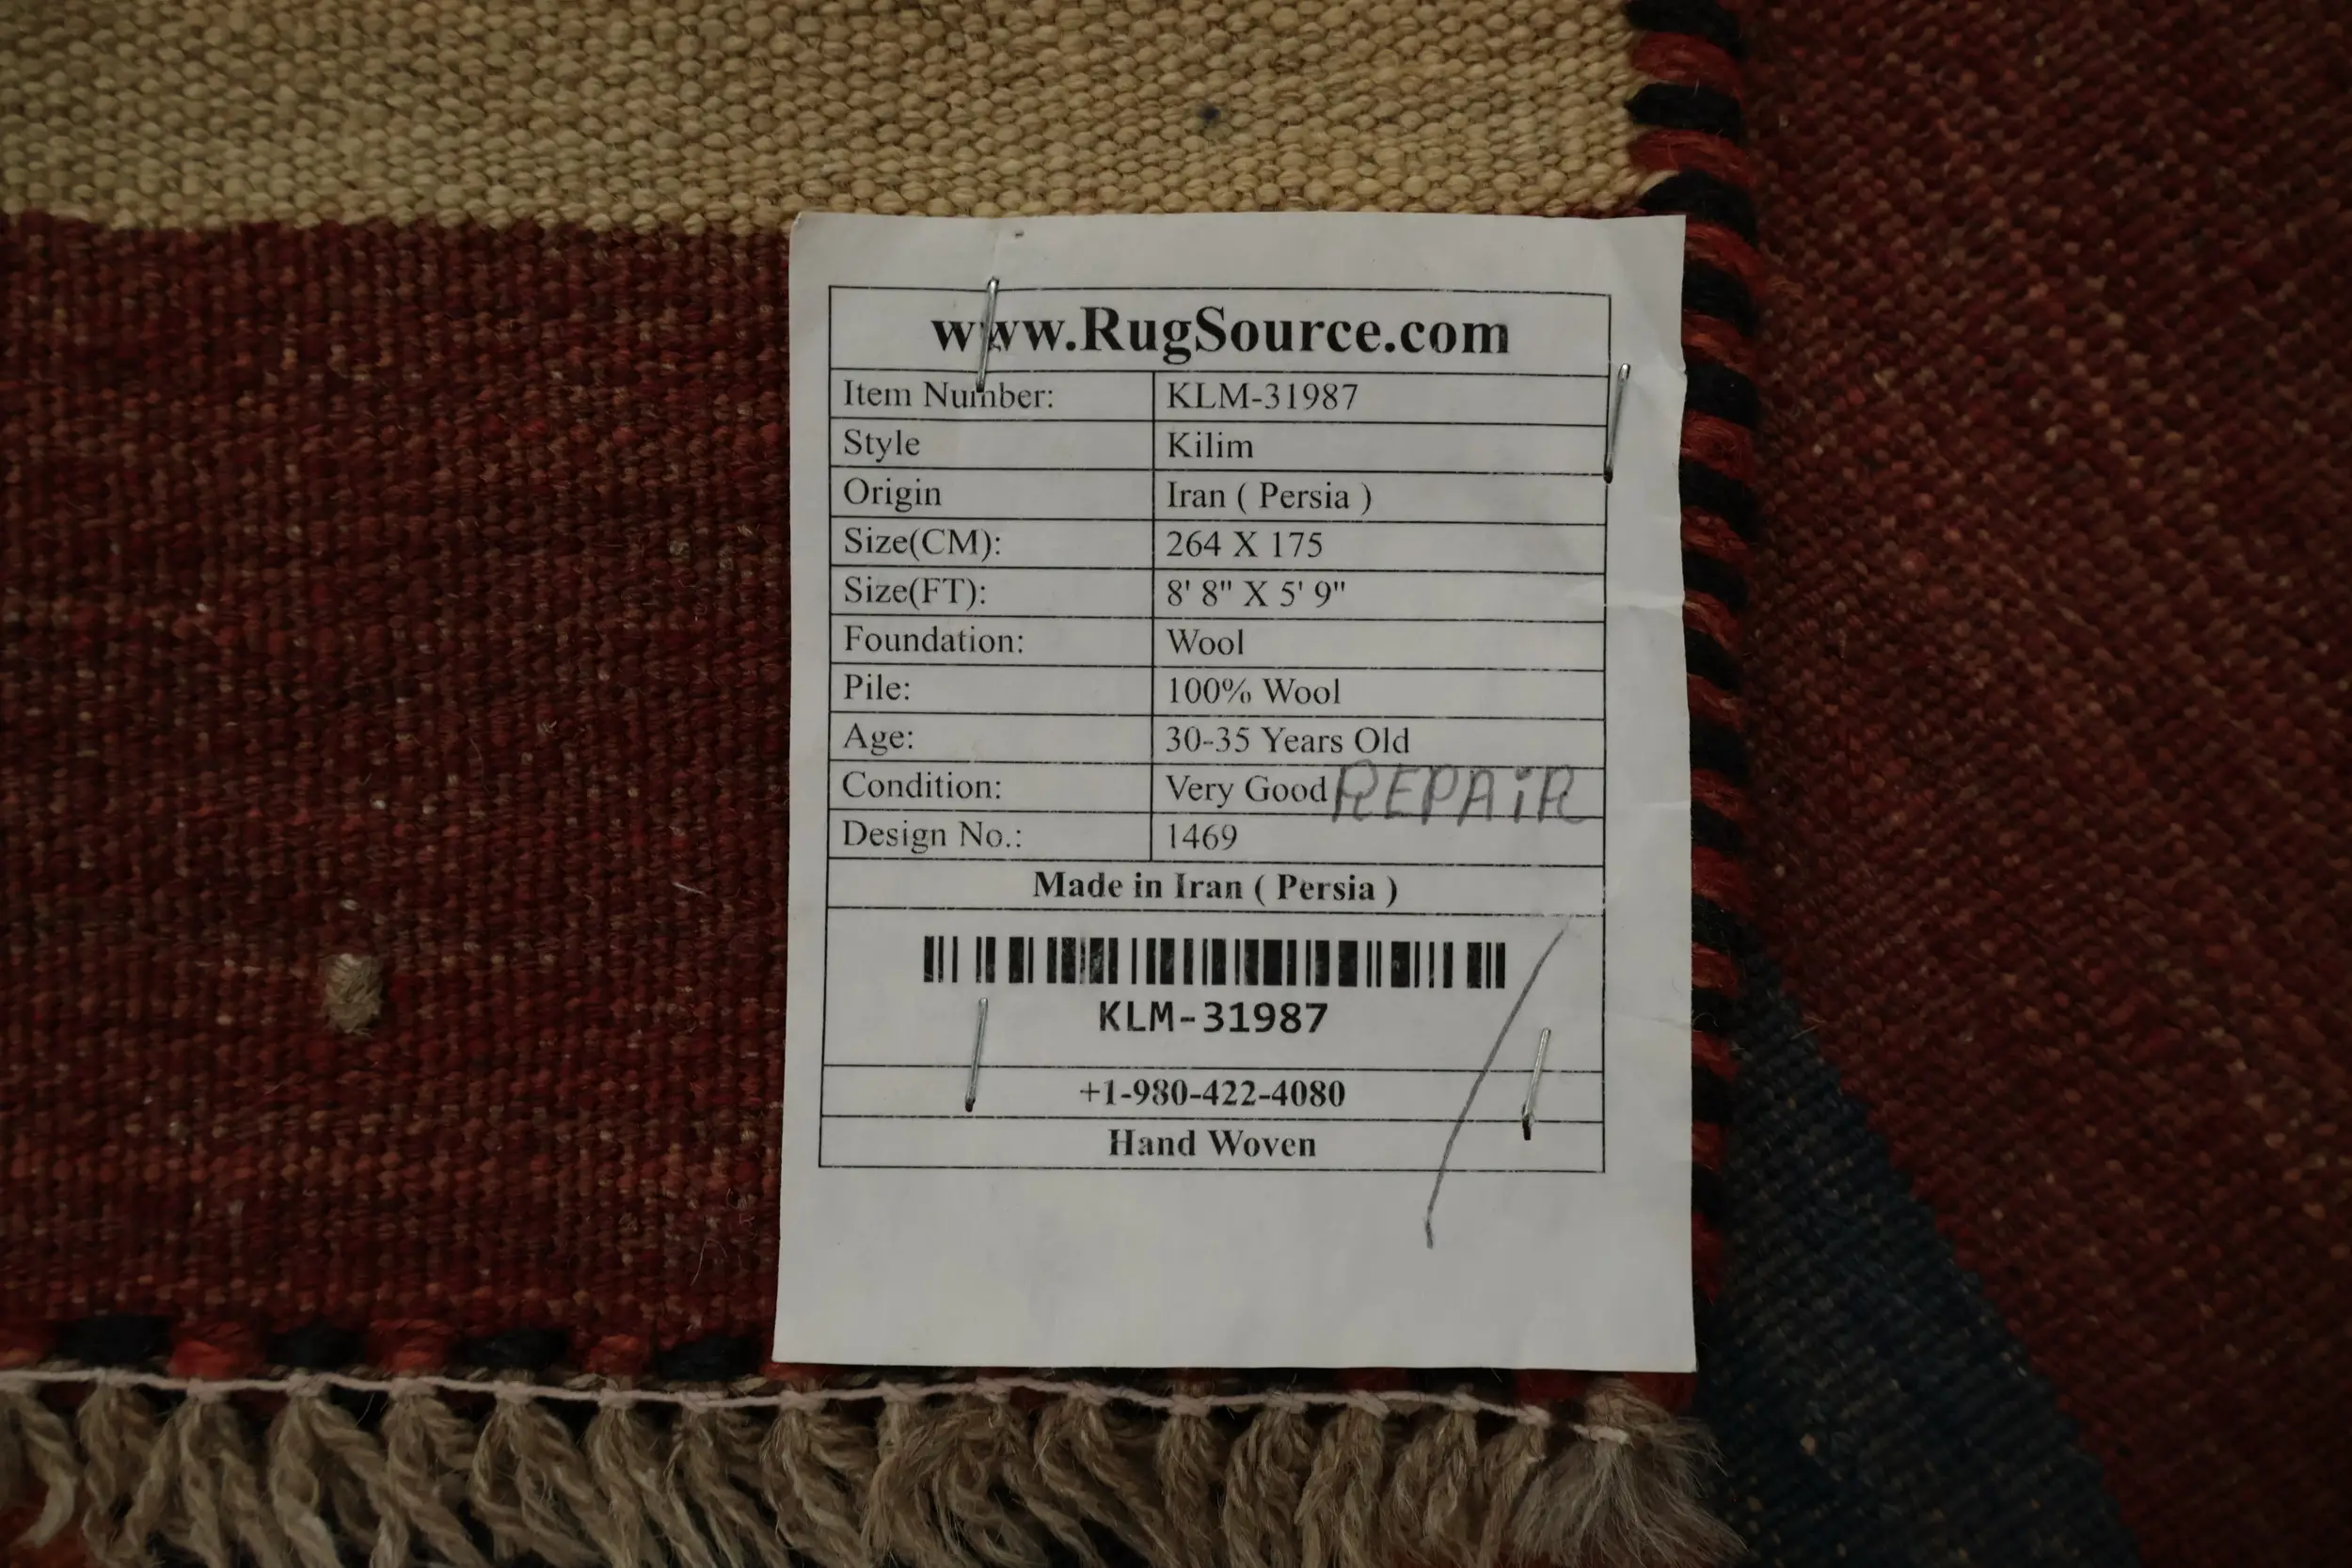 www.RugSource.com
Item Number: KLM-31987
Style Kilim
Origin Iran ( Persia )
Size(CM): 264 X 175
Size(FT): 8' 8" X 5' 9"
Foundation: Wool
Pile: 100% Wool
Age: 30-35 Years Old
Condition: Very Good REPAiR
Design No.: 1469
Made in Iran ( Persia )
KLM-31987
+1-980-422-4080
Hand Woven